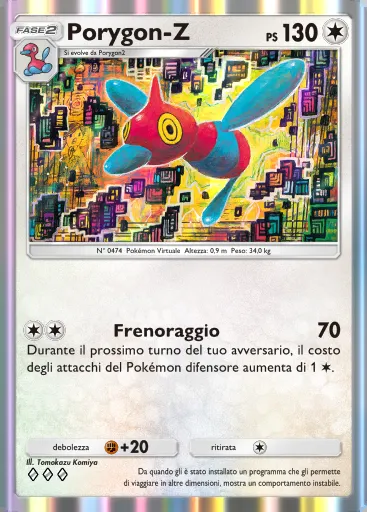 FASE 2
Porygon-Z
PS 130
Si evolve da Porygon2
N° 0474 Pokémon Virtuale Altezza: 0,9 m Peso: 34,0 kg
Frenoraggio 70
Durante il prossimo turno del tuo avversario, il costo
degli attacchi del Pokémon difensore aumenta di 1 .
debolezza +20 ritirata
Ill. Tomokazu Komiya
Da quando gli è stato installato un programma che gli permette
di viaggiare in altre dimensioni, mostra un comportamento instabile.